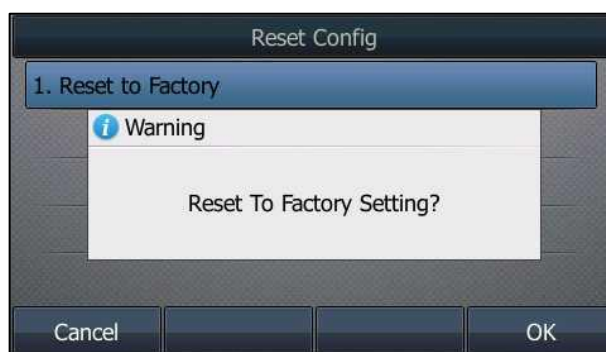 Reset Config
1. Reset to Factory
Warning
Reset To Factory Setting?
Cancel
OK